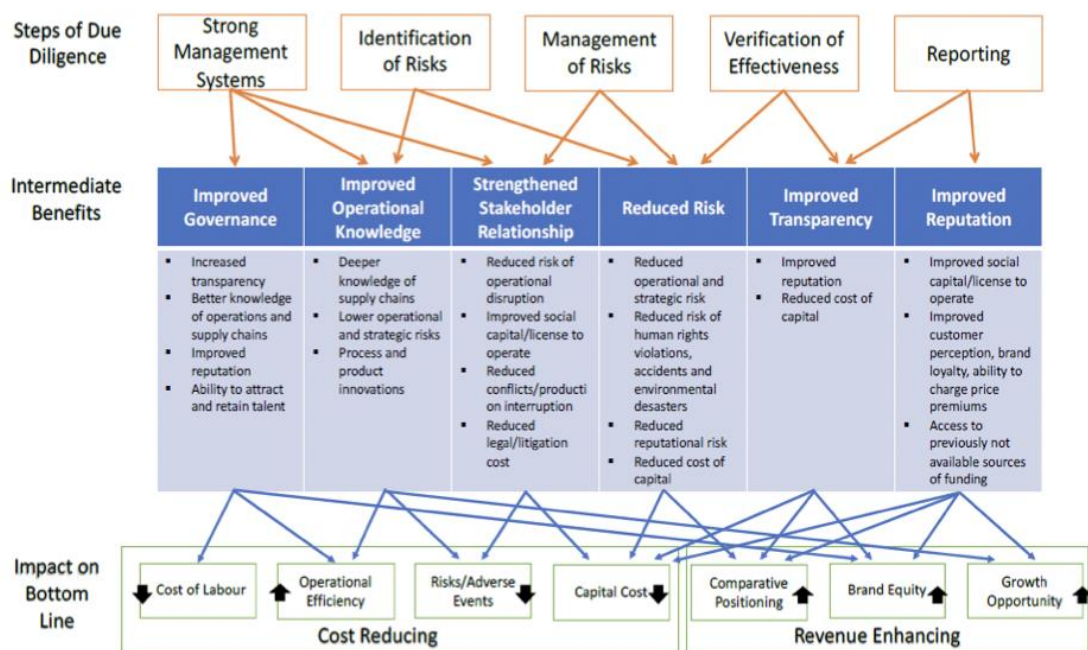 Steps of Due
Diligence
Strong
Management
Systems
Identification
of Risks
Management
of Risks
Verification of
Effectiveness
Reporting
Intermediate
Benefits
Improved
Governance
Improved
Operational
Knowledge
Strengthened
Stakeholder
Relationship
Reduced Risk
Improved
Transparency
Improved
Reputation
▪ Increased
transparency
▪ Better knowledge
of operations and
supply chains
▪ Improved
reputation
▪ Ability to attract
and retain talent
▪ Deeper
knowledge of
supply chains
▪ Lower operational
and strategic risks
▪ Process and
product
innovations
▪ Reduced risk of
operational
disruption
▪ Improved social
capital/license to
operate
▪ Reduced
conflicts/producti
on interruption
▪ Reduced
legal/litigation
cost
▪ Reduced
operational and
strategic risk
▪ Reduced risk of
human rights
violations,
accidents and
environmental
desasters
▪ Reduced
reputational risk
▪ Reduced cost of
capital
▪ Improved
reputation
▪ Reduced cost of
capital
▪ Improved social
capital/license to
operate
▪ Improved
customer
perception, brand
loyalty, ability to
charge price
premiums
▪ Access to
previously not
available sources
of funding
Impact on
Bottom
Line
Cost of Labour
Operational
Efficiency
Risks/Adverse
Events
Capital Cost
Cost Reducing
Comparative
Positioning
Brand Equity
Growth
Opportunity
Revenue Enhancing